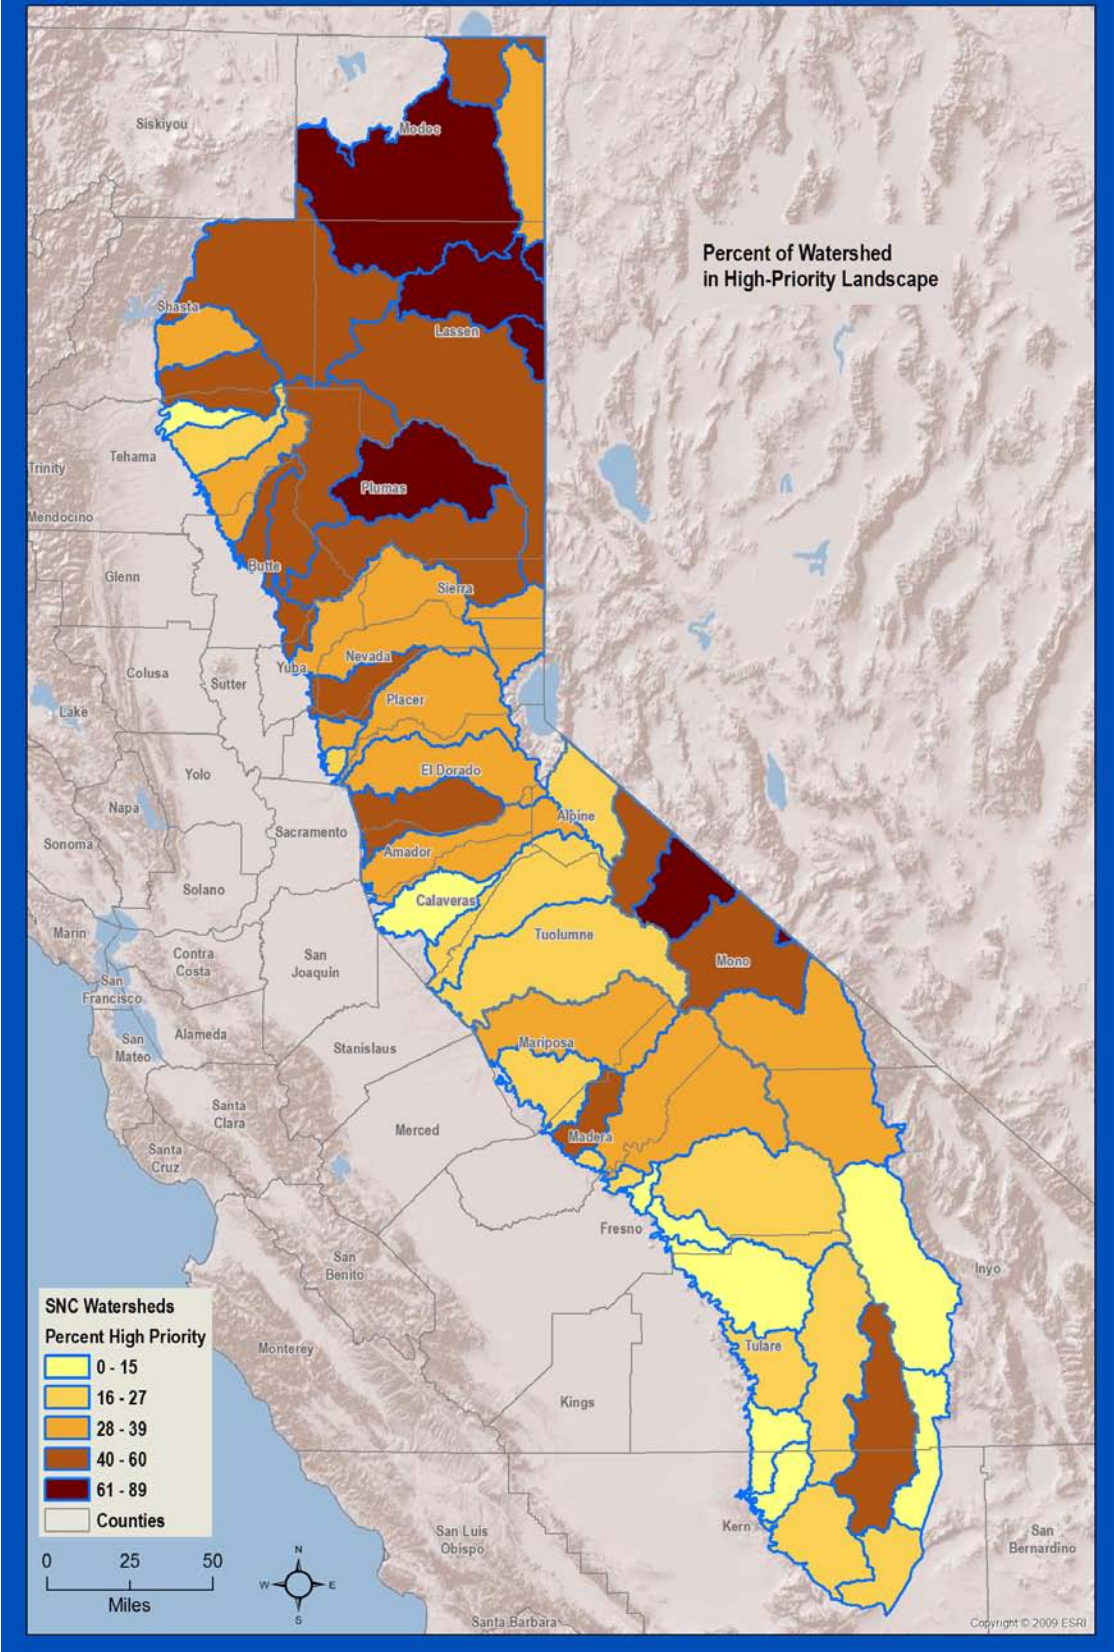 Siskiyou
Modoc
Percent of Watershed
in High-Priority Landscape
Shasta
Lassen
Tehama
Trinity
Plumas
Mendocino
Butte
Glenn
Sierra
Nevada
Yuba
Colusa
Sutter
Placer
Lake
El Dorado
Yolo
Napa
Alpine
Sacramento
Sonoma
Amador
Solano
Calaveras
Marin
Tuolumne
Contra
Costa
San
Joaquin
Mono
San
Francisco
Alameda
San
Mateo
Mariposa
Stanislaus
Santa
Clara
Merced
Madera
Santa
Cruz
Fresno
San
Benito
Inyo
SNC Watersheds
Percent High Priority
0 - 15
16 - 27
28 - 39
40 - 60
61 - 89
Counties
Monterey
Tulare
Kings
Kern
San Luis
Obispo
San
Bernardino
0 25 50
Miles
N
W E
S
Santa Barbara
Copyright © 2009 ESRI